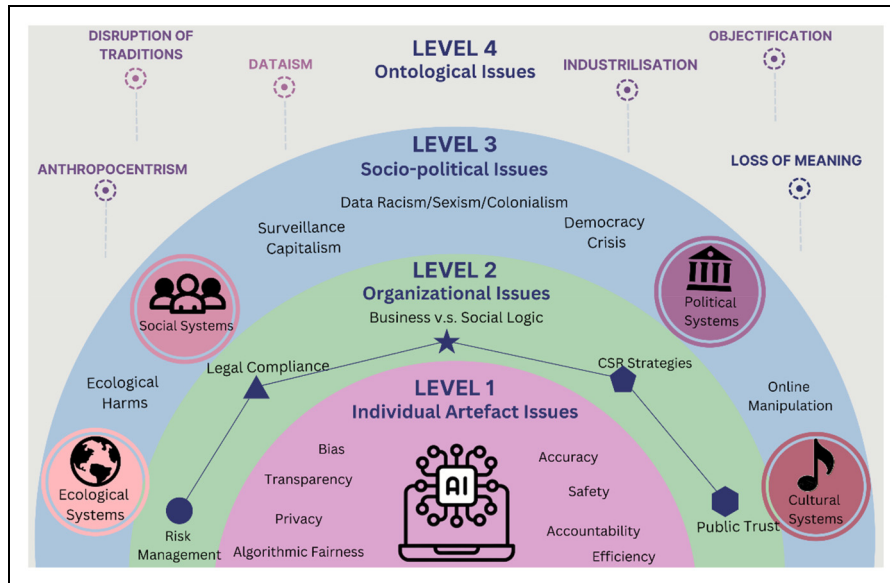 DISRUPTION OF
TRADITIONS
DATAISM
LEVEL 4
Ontological Issues
INDUSTRILISATION
OBJECTIFICATION
ANTHROPOCENTRISM
LOSS OF MEANING
LEVEL 3
Socio-political Issues
Data Racism/Sexism/Colonialism
Surveillance
Capitalism
Democracy
Crisis
Social Systems
Political
Systems
LEVEL 2
Organizational Issues
Business v.s. Social Logic
Legal Compliance
CSR Strategies
Ecological
Harms
Online
Manipulation
LEVEL 1
Individual Artefact Issues
Bias
Transparency
Privacy
Algorithmic Fairness
AI
Accuracy
Safety
Accountability
Efficiency
Ecological
Systems
Cultural
Systems
Risk
Management
Public Trust